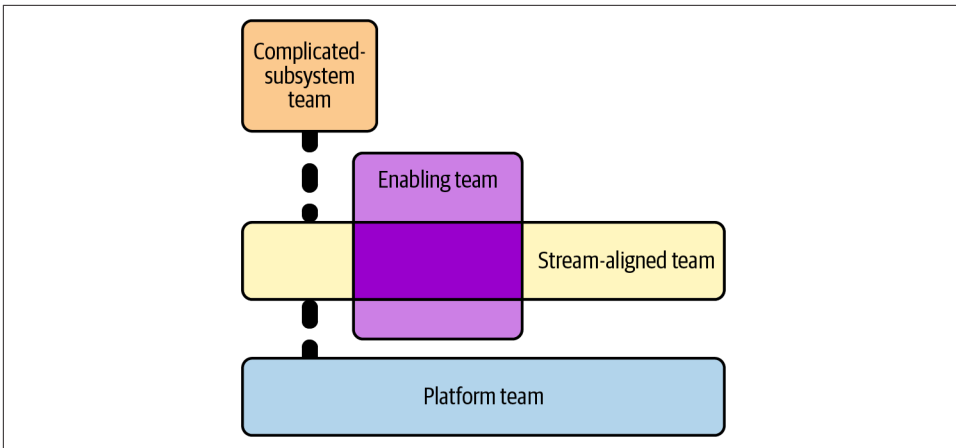 Complicated-
subsystem
team
Enabling team
Stream-aligned team
Platform team